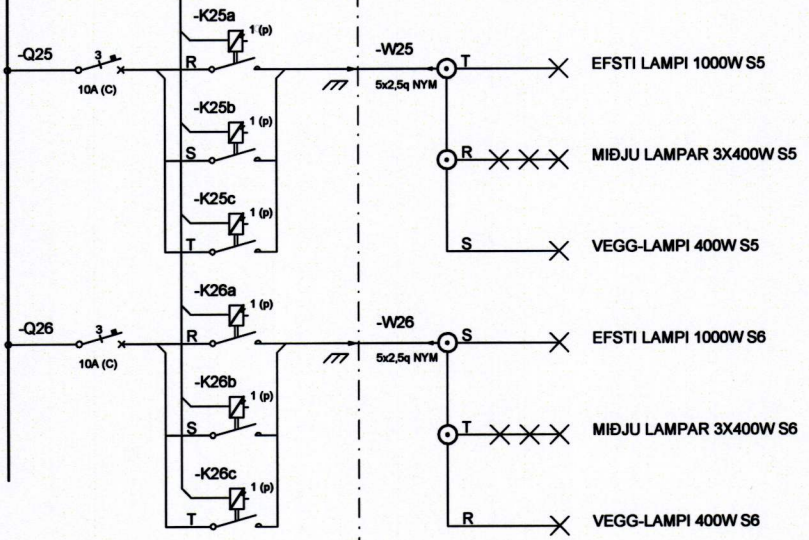 -K25a
1 (p)
-Q25
3
R
-W25
T
EFSTI LAMPI 1000W S5
10A (C)
5x2,5q NYM
-K25b
1 (p)
S
R
MIÐJU LAMPAR 3X400W S5
-K25c
1 (p)
T
S
VEGG-LAMPI 400W S5
-K26a
1 (p)
-Q26
3
R
-W26
S
EFSTI LAMPI 1000W S6
10A (C)
5x2,5q NYM
-K26b
1 (p)
S
T
MIÐJU LAMPAR 3X400W S6
-K26c
1 (p)
T
R
VEGG-LAMPI 400W S6